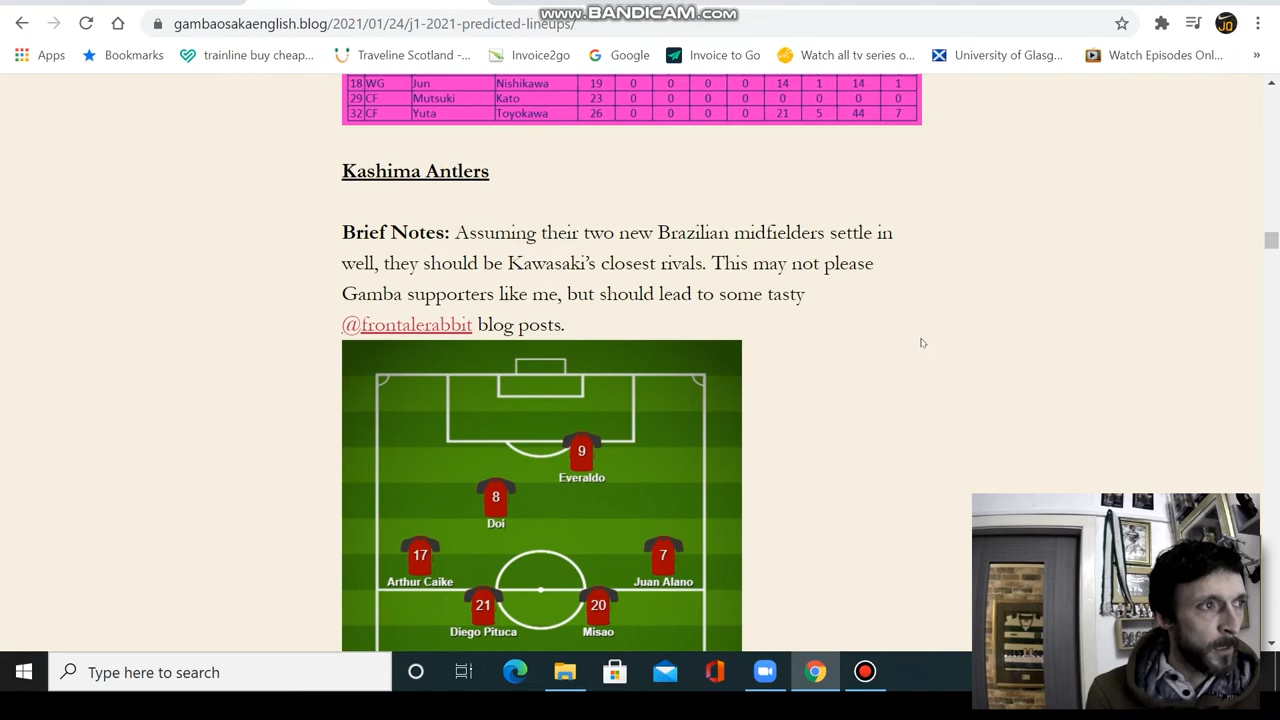 www.BANDICAM.com
gambaosakaenglish.blog/2021/01/24/j1-2021-predicted-lineups/
JQ
Apps Bookmarks trainline buy cheap... Traveline Scotland -... Invoice2go Google Invoice to Go Watch all tv series o... University of Glasg... Watch Episodes Onl... »
18 WG Jun Nishikawa 19 0 0 0 0 14 1 14 1
29 CF Mutsuki Kato 23 0 0 0 0 0 0 0 0
32 CF Yuta Toyokawa 26 0 0 0 0 21 5 44 7
Kashima Antlers
Brief Notes: Assuming their two new Brazilian midfielders settle in
well, they should be Kawasaki's closest rivals. This may not please
Gamba supporters like me, but should lead to some tasty
@frontalerabbit blog posts.
9
Everaldo
8
Doi
17 7
Arthur Caike Juan Alano
21 20
Diego Pituca Misao
Type here to search